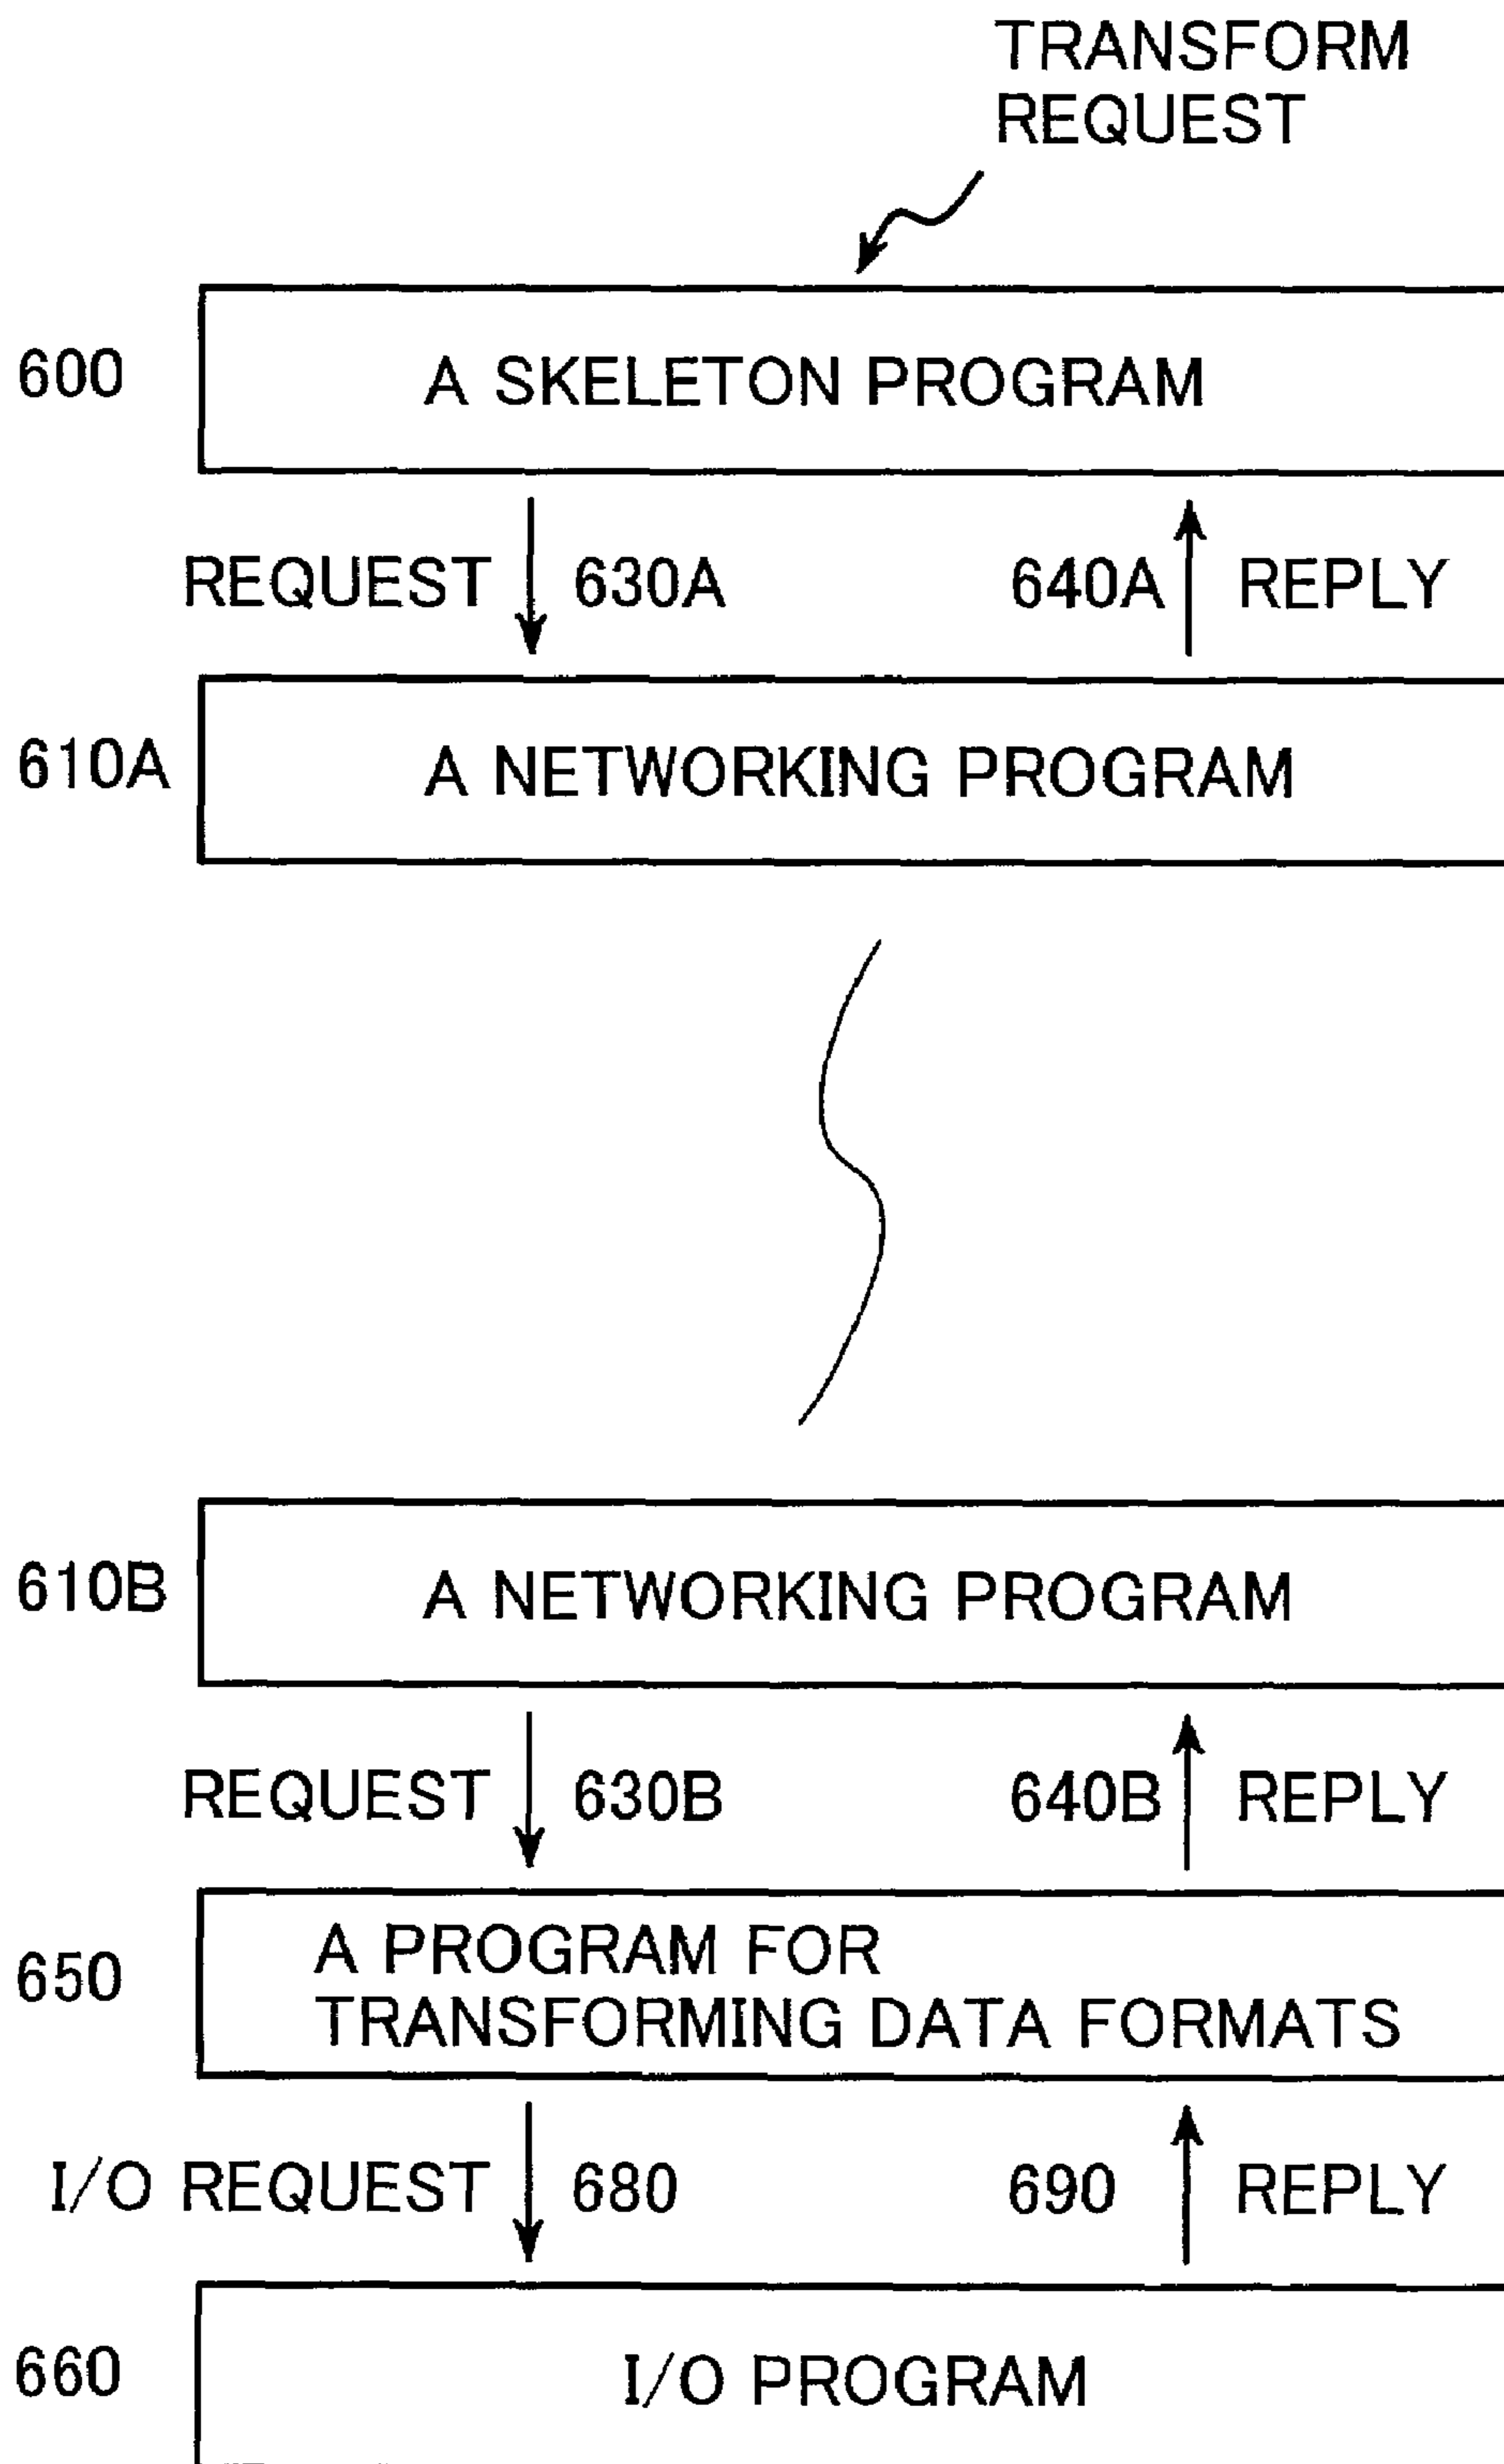 TRANSFORM
REQUEST
600
A SKELETON PROGRAM
REQUEST 630A 640A REPLY
610A
A NETWORKING PROGRAM
610B
A NETWORKING PROGRAM
REQUEST 630B 640B REPLY
650
A PROGRAM FOR
TRANSFORMING DATA FORMATS
I/O REQUEST 680 690 REPLY
660
I/O PROGRAM